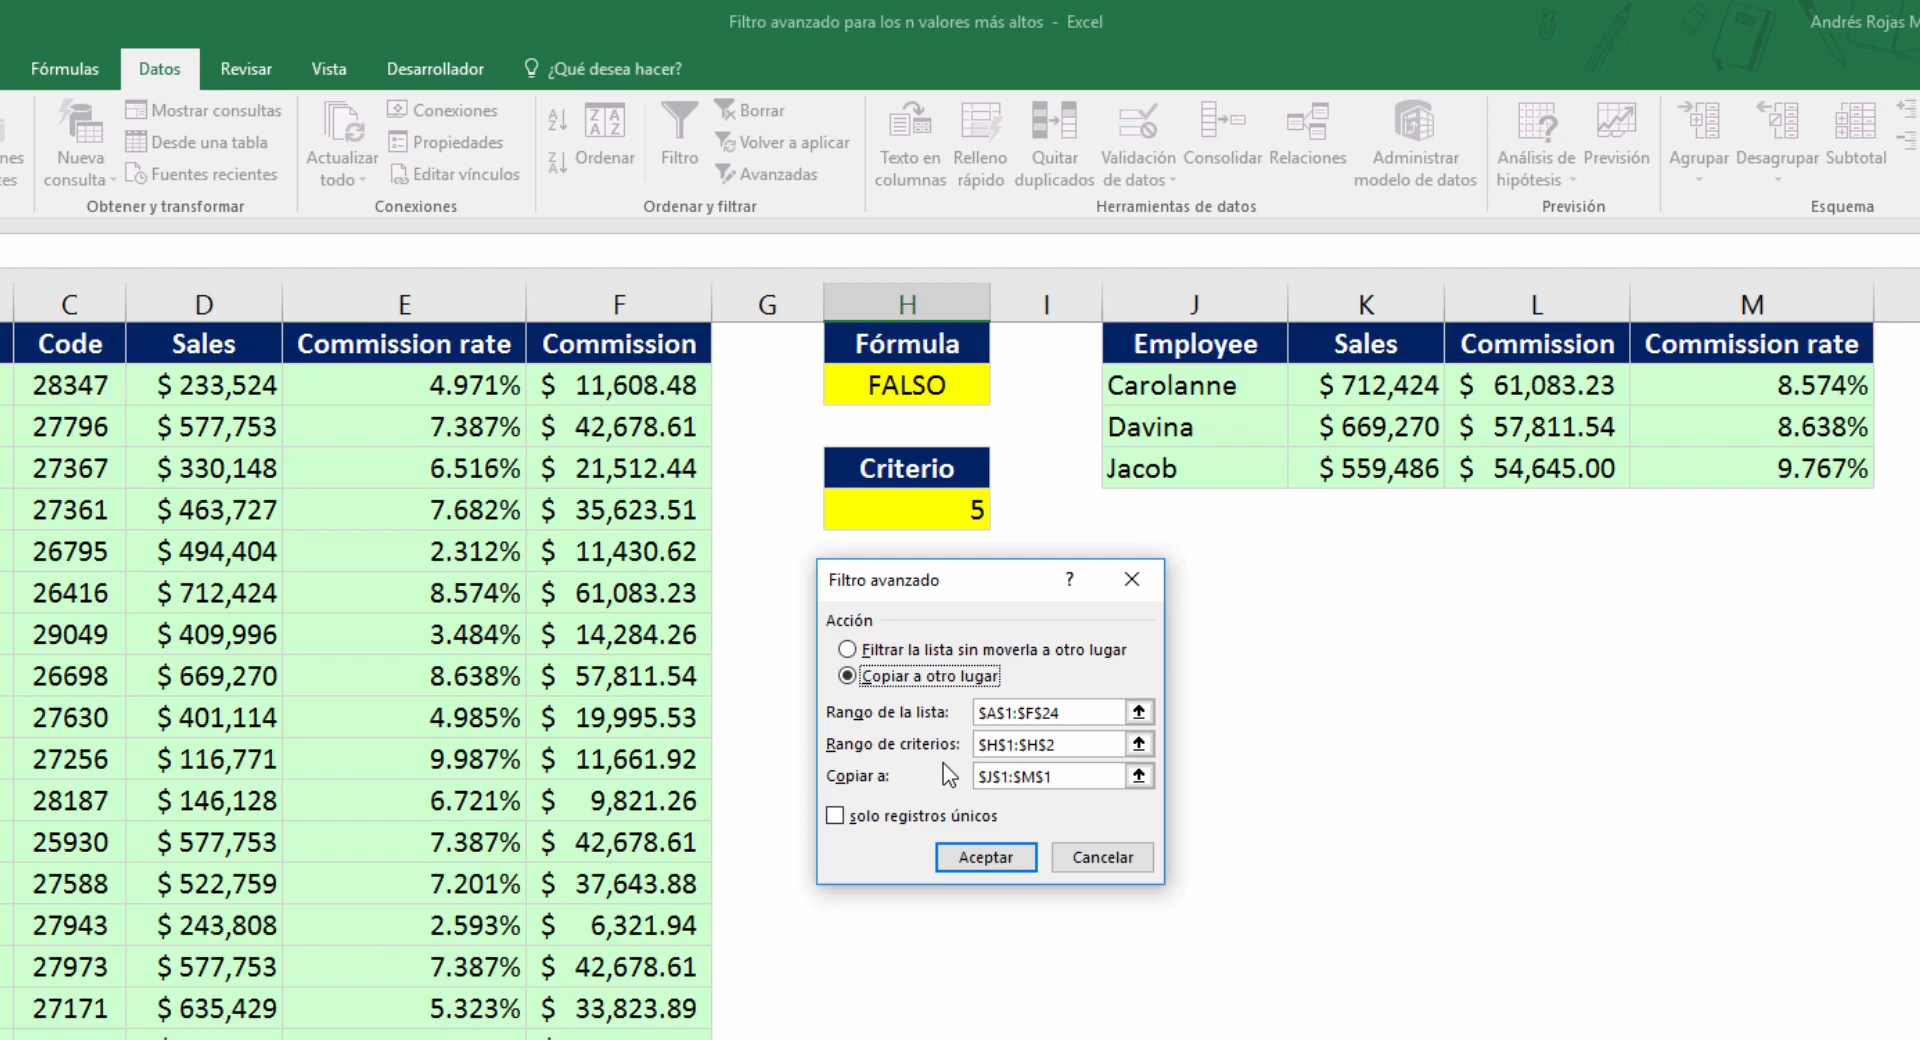 Filtro avanzado para los n valores más altos - Excel
Andrés Rojas M
Fórmulas Datos Revisar Vista Desarrollador ¿Qué desea hacer?
nes
es
Nueva consulta
Mostrar consultas
Desde una tabla
Fuentes recientes
Obtener y transformar
Actualizar todo
Conexiones
Propiedades
Editar vínculos
Conexiones
Ordenar
Filtro
Borrar
Volver a aplicar
Avanzadas
Ordenar y filtrar
Texto en columnas
Relleno rápido
Quitar duplicados
Validación de datos
Consolidar
Relaciones
Administrar modelo de datos
Herramientas de datos
Análisis de hipótesis
Previsión
Previsión
Agrupar
Desagrupar
Subtotal
Esquema
C D E F G H I J K L M
Code Sales Commission rate Commission
28347 $ 233,524 4.971% $ 11,608.48
27796 $ 577,753 7.387% $ 42,678.61
27367 $ 330,148 6.516% $ 21,512.44
27361 $ 463,727 7.682% $ 35,623.51
26795 $ 494,404 2.312% $ 11,430.62
26416 $ 712,424 8.574% $ 61,083.23
29049 $ 409,996 3.484% $ 14,284.26
26698 $ 669,270 8.638% $ 57,811.54
27630 $ 401,114 4.985% $ 19,995.53
27256 $ 116,771 9.987% $ 11,661.92
28187 $ 146,128 6.721% $ 9,821.26
25930 $ 577,753 7.387% $ 42,678.61
27588 $ 522,759 7.201% $ 37,643.88
27943 $ 243,808 2.593% $ 6,321.94
27973 $ 577,753 7.387% $ 42,678.61
27171 $ 635,429 5.323% $ 33,823.89
Fórmula
FALSO
Criterio
5
Employee Sales Commission Commission rate
Carolanne $ 712,424 $ 61,083.23 8.574%
Davina $ 669,270 $ 57,811.54 8.638%
Jacob $ 559,486 $ 54,645.00 9.767%
Filtro avanzado ?
Acción
Filtrar la lista sin moverla a otro lugar
Copiar a otro lugar
Rango de la lista: $A$1:$F$24
Rango de criterios: $H$1:$H$2
Copiar a: $J$1:$M$1
solo registros únicos
Aceptar Cancelar